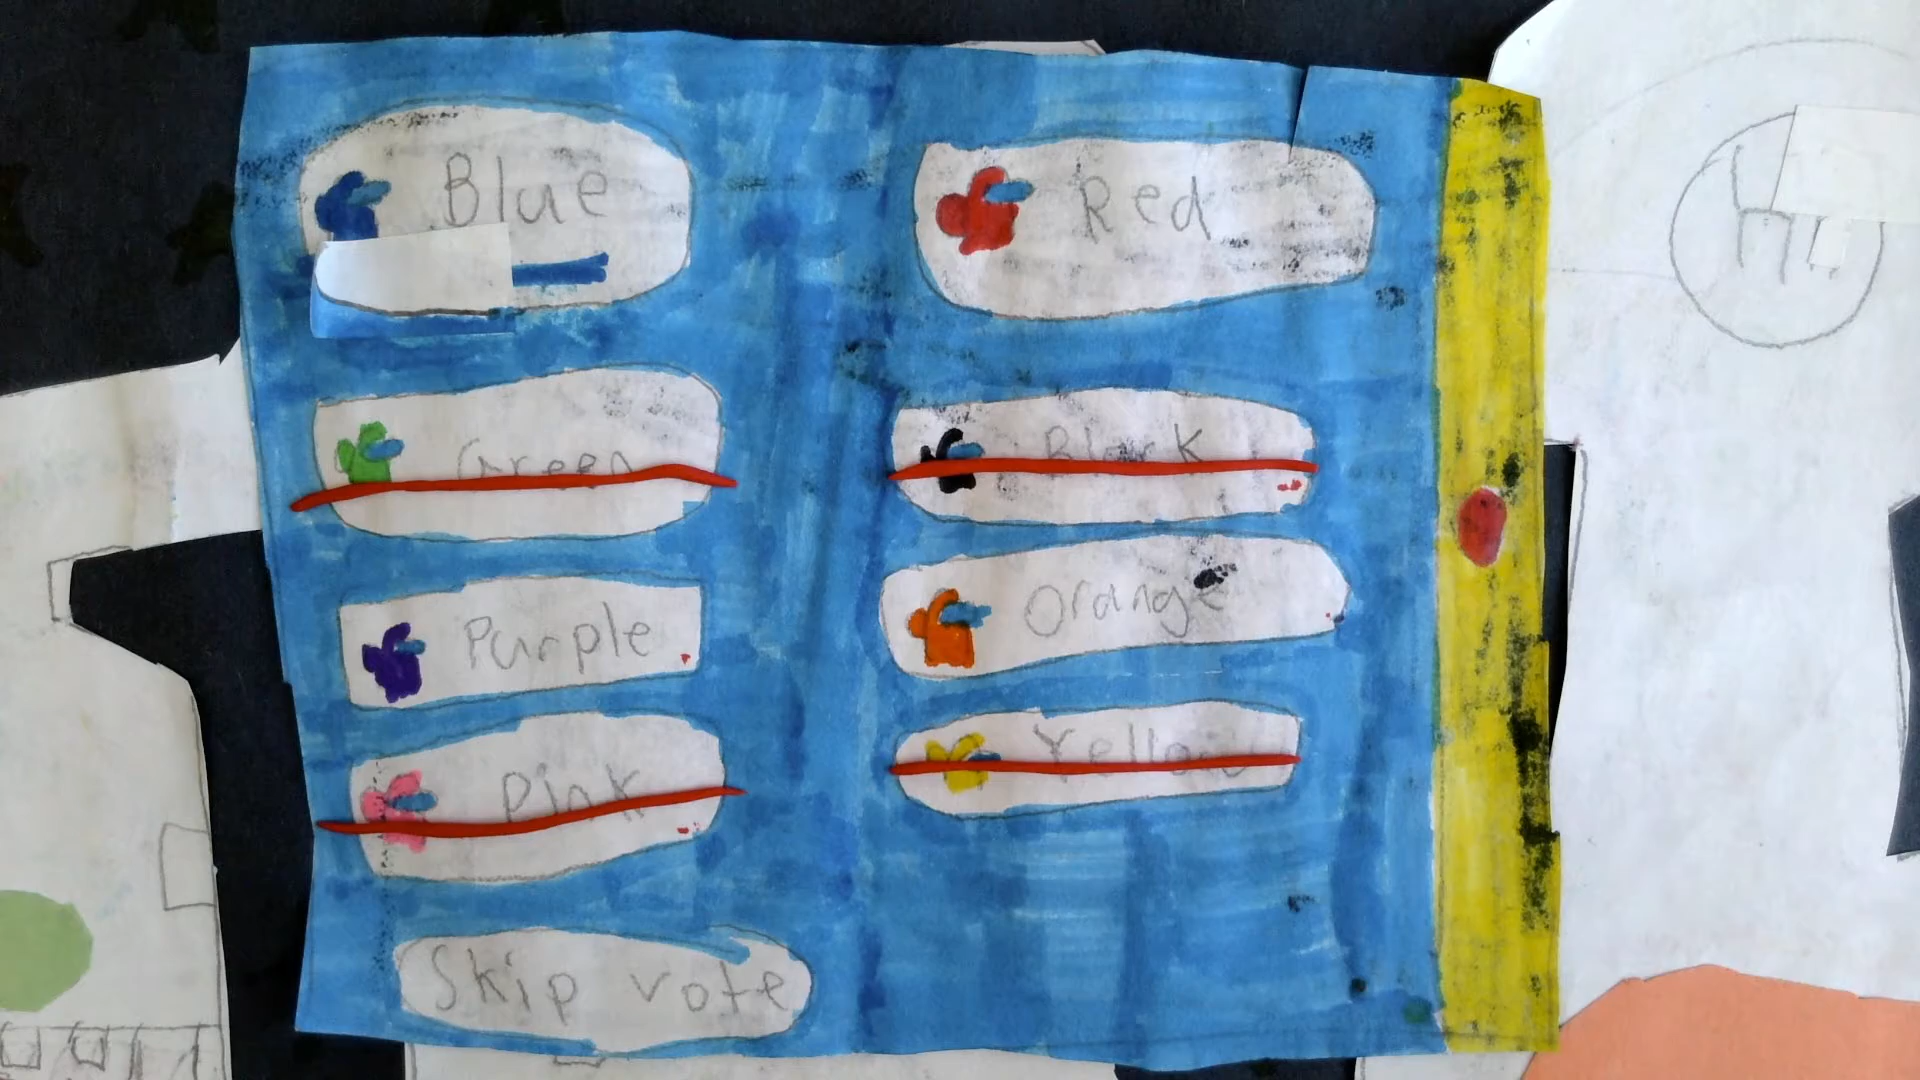 Blue
Red
Green
Black
Purple
Orange
Pink
Yellow
Skip vote